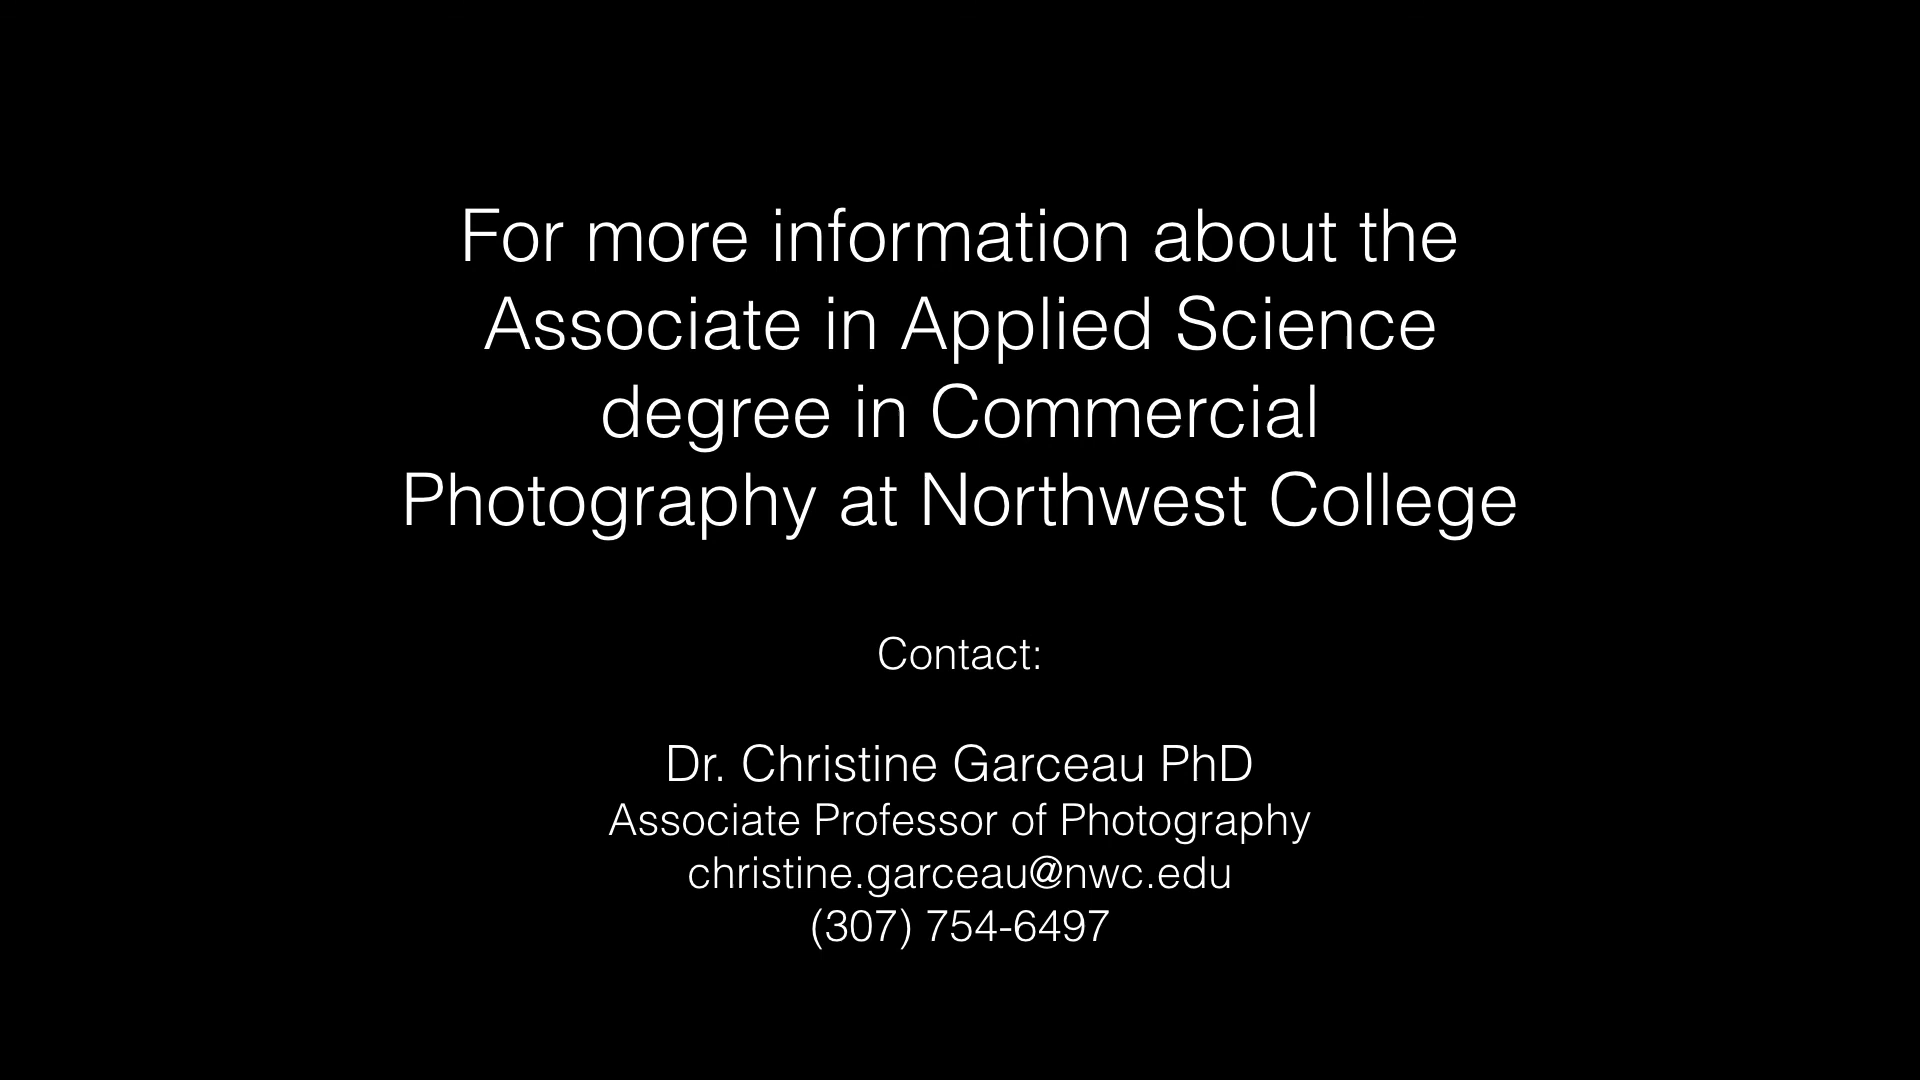 For more information about the
Associate in Applied Science
degree in Commercial
Photography at Northwest College
Contact:
Dr. Christine Garceau PhD
Associate Professor of Photography
christine.garceau@nwc.edu
(307) 754-6497